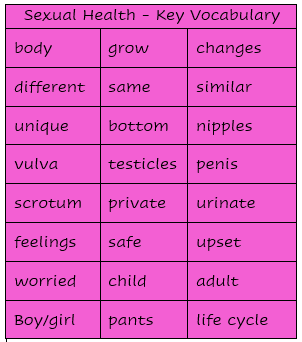 Sexual Health - Key Vocabulary
body grow changes
different same similar
unique bottom nipples
vulva testicles penis
scrotum private urinate
feelings safe upset
worried child adult
Boy/girl pants life cycle